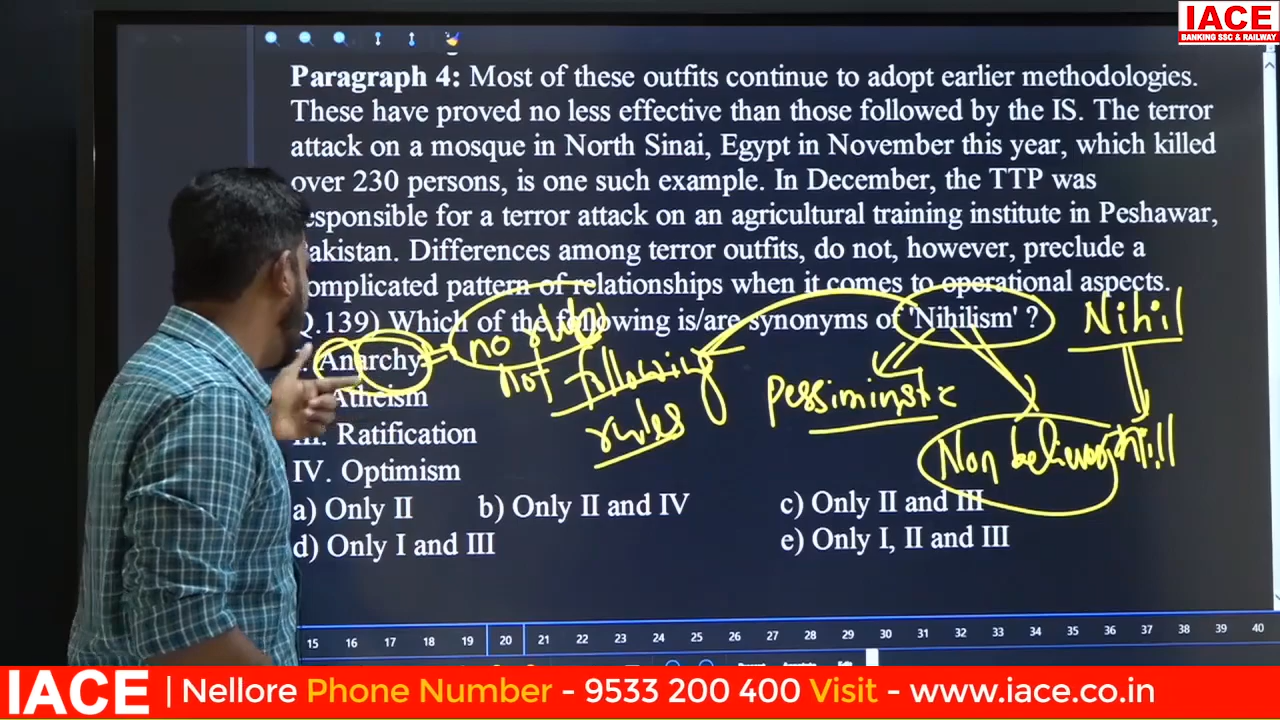 IACE
BANKING SSC & RAILWAY
Paragraph 4: Most of these outfits continue to adopt earlier methodologies.
These have proved no less effective than those followed by the IS. The terror
attack on a mosque in North Sinai, Egypt in November this year, which killed
over 230 persons, is one such example. In December, the TTP was
esponsible for a terror attack on an agricultural training institute in Peshawar,
akistan. Differences among terror outfits, do not, however, preclude a
omplicated pattern of relationships when it comes to operational aspects.
Q.139) Which of the following is/are synonyms of 'Nihilism' ?
Nihil
I. Anarchy
no rules
not following
rules
pessiministic
Atheism
III. Ratification
Non believer
Nill
IV. Optimism
a) Only II b) Only II and IV c) Only II and III
d) Only I and III e) Only I, II and III
15 16 17 18 19 20 21 22 23 24 25 26 27 28 29 30 31 32 33 34 35 36 37 38 39 40
IACE | Nellore Phone Number - 9533 200 400 Visit - www.iace.co.in